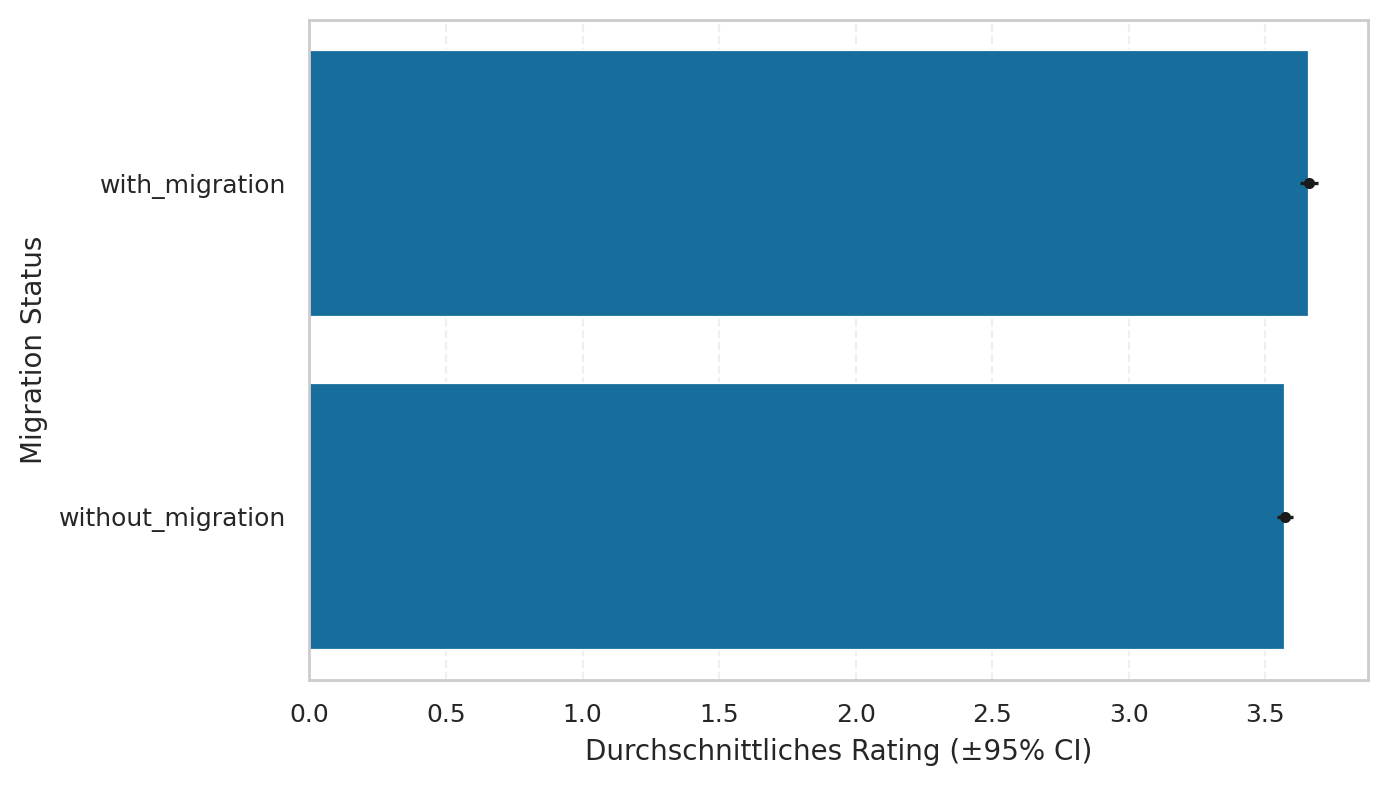 with_migration
without_migration
Migration Status
0.0 0.5 1.0 1.5 2.0 2.5 3.0 3.5
Durchschnittliches Rating (±95% CI)